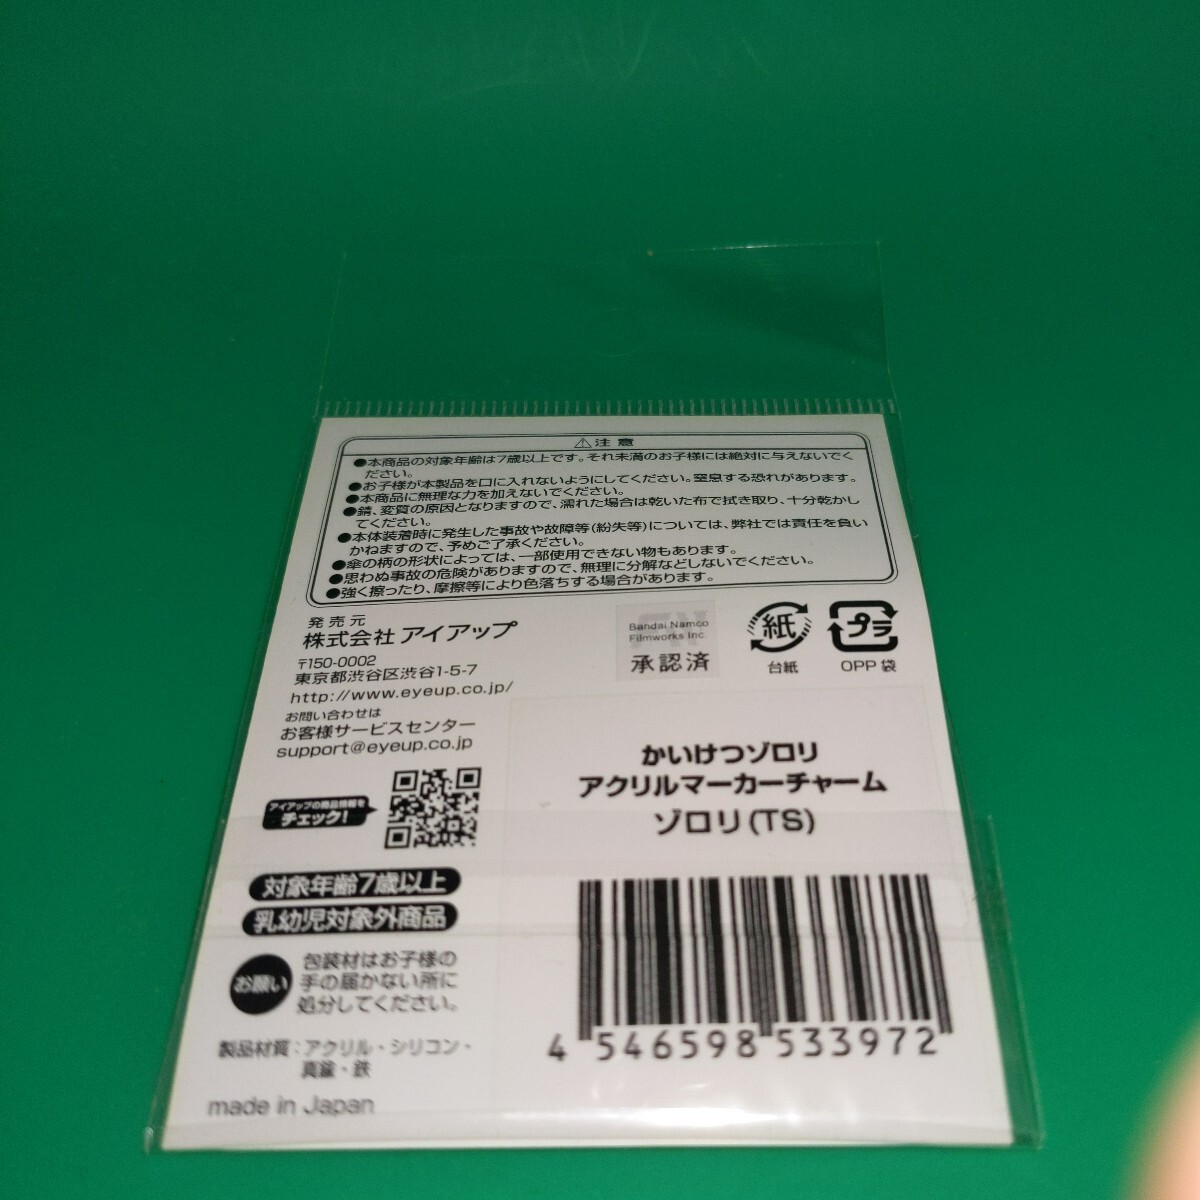 ⚠注意
●本商品の対象年齢は7歳以上です。それ未満のお子様には絶対に与えないでく
ださい。
●お子様が本製品を口に入れないようにしてください。窒息する恐れがあります。
●本商品に無理な力を加えないでください。
●錆、変質の原因となりますので、濡れた場合は乾いた布で拭き取り、十分乾かし
てください。
●本体装着時に発生した事故や故障等(紛失等)については、弊社では責任を負い
かねますので、予めご了承ください。
●傘の柄の形状によっては、一部使用できない物もあります。
●思わぬ事故の危険がありますので、無理に分解などしないでください。
●強く擦ったり、摩擦等により色落ちする場合があります。
発売元
株式会社 アイアップ
〒150-0002
東京都渋谷区渋谷1-5-7
http://www.eyeup.co.jp/
お問い合わせは
お客様サービスセンター
support@eyeup.co.jp
アイアップの商品情報を
チェック!
Bandai Namco
Filmworks Inc
承認済
紙
台紙
プラ
OPP袋
かいけつゾロリ
アクリルマーカーチャーム
ゾロリ(TS)
対象年齢7歳以上
乳幼児対象外商品
お願い
包装材はお子様の
手の届かない所に
処分してください。
製品材質:アクリル・シリコン・
真鍮・鉄
made in Japan
4 546598 533972